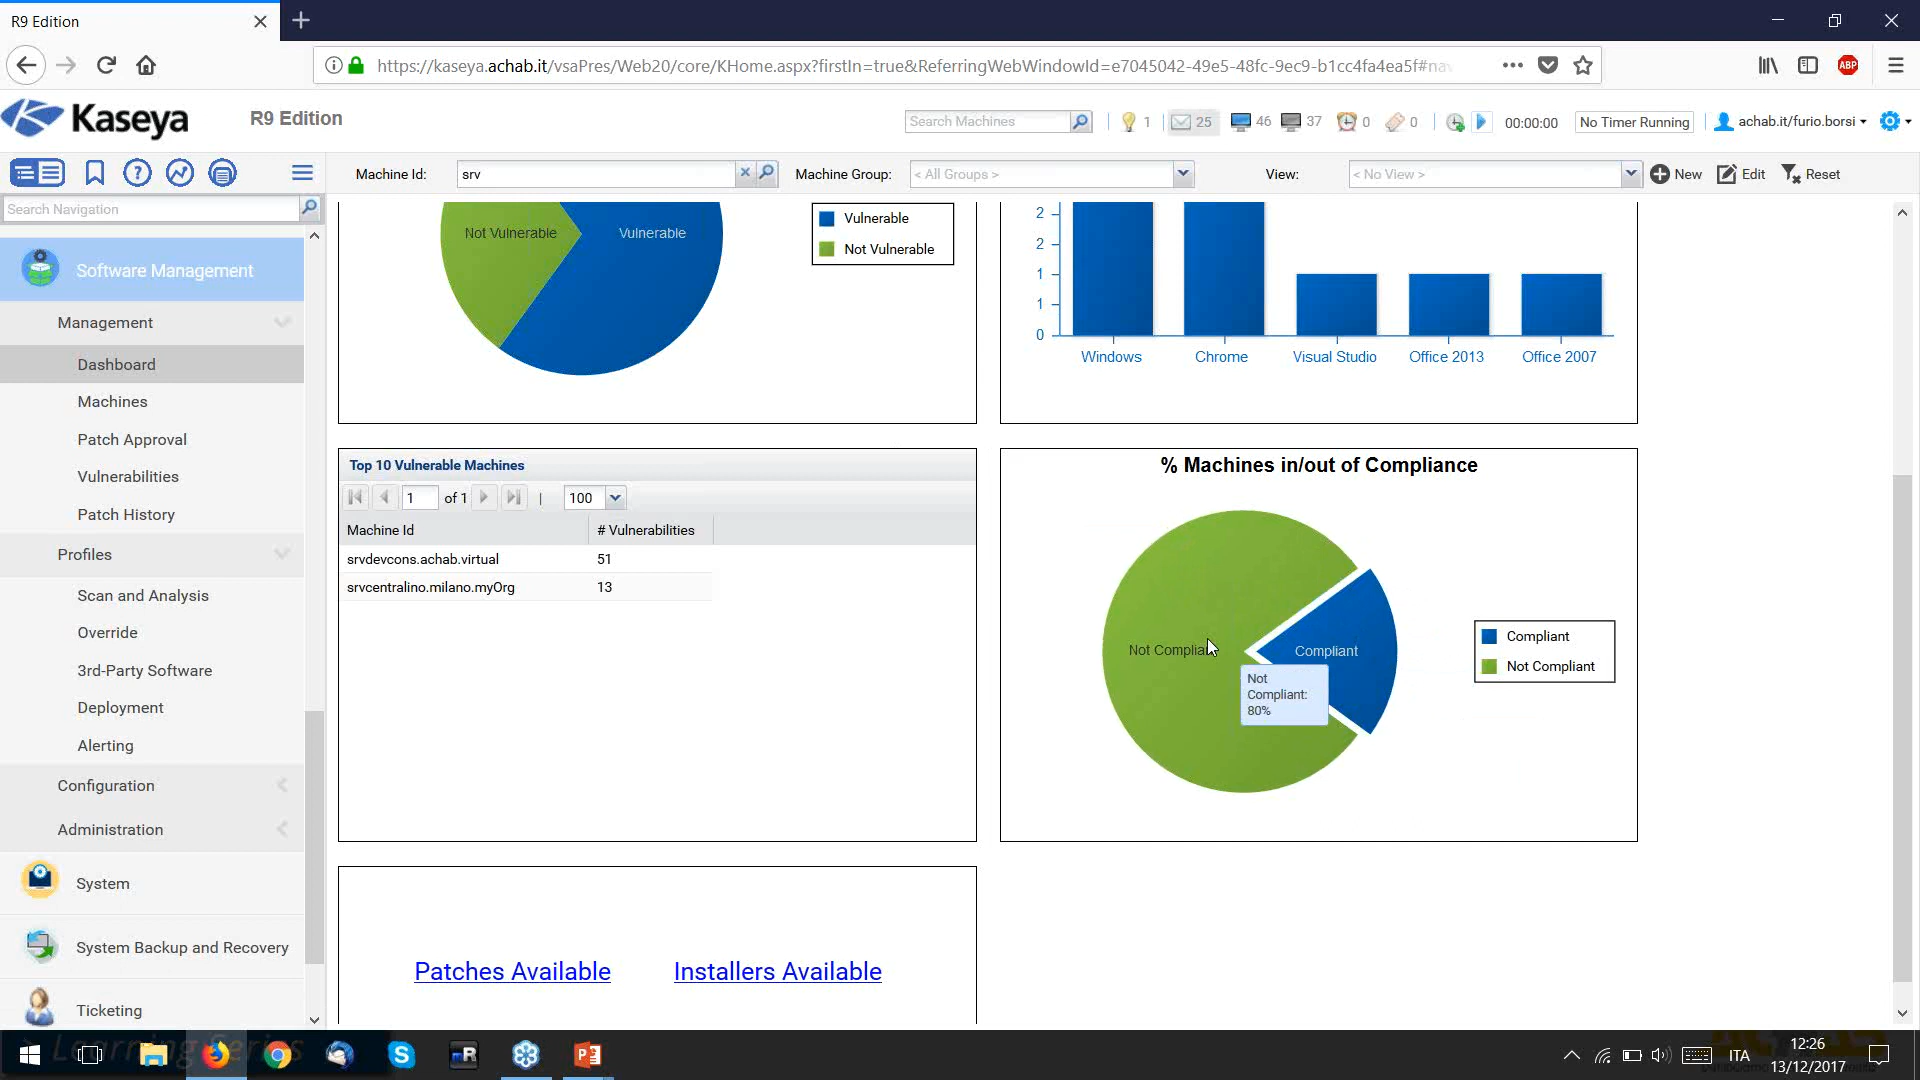 R9 Edition
https://kaseya.achab.it/vsaPres/Web20/core/KHome.aspx?firstIn=true&ReferringWebWindowId=e7045042-49e5-48fc-9ec9-b1cc4fa4ea5f#na
ABP
Kaseya
R9 Edition
Search Machines
1
25
46
37
0
0
00:00:00
No Timer Running
achab.it/furio.borsi
Machine Id:
srv
Machine Group:
< All Groups >
View:
< No View >
New
Edit
Reset
Search Navigation
Software Management
Management
Dashboard
Machines
Patch Approval
Vulnerabilities
Patch History
Profiles
Scan and Analysis
Override
3rd-Party Software
Deployment
Alerting
Configuration
Administration
System
System Backup and Recovery
Ticketing
Not Vulnerable
Vulnerable
Vulnerable
Not Vulnerable
2
2
1
1
0
Windows
Chrome
Visual Studio
Office 2013
Office 2007
Top 10 Vulnerable Machines
1
of 1
|
100
Machine Id
# Vulnerabilities
srvdevcons.achab.virtual
51
srvcentralino.milano.myOrg
13
% Machines in/out of Compliance
Not Complia
Compliant
Not
Compliant:
80%
Compliant
Not Compliant
Patches Available
Installers Available
Learning Series
ITA
12:26
13/12/2017